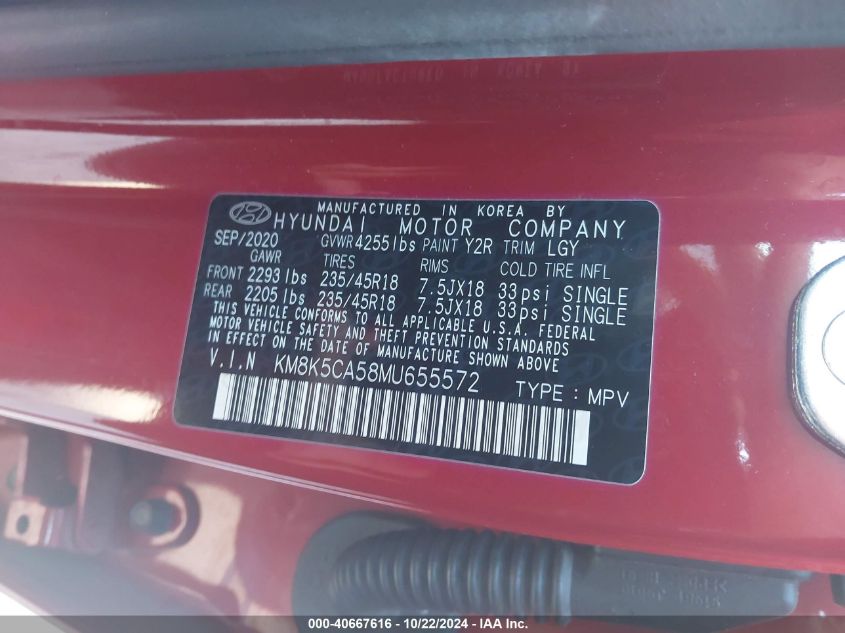 MANUFACTURED IN KOREA BY
HYUNDAI MOTOR COMPANY
SEP/2020 GVWR 4255lbs PAINT Y2R TRIM LGY
GAWR TIRES RIMS COLD TIRE INFL
FRONT 2293lbs 235/45R18 7.5JX18 33psi SINGLE
REAR 2205lbs 235/45R18 7.5JX18 33psi SINGLE
THIS VEHICLE CONFORMS TO ALL APPLICABLE U.S.A. FEDERAL
MOTOR VEHICLE SAFETY AND THEFT PREVENTION STANDARDS
IN EFFECT ON THE DATE OF MANUFACTURE SHOWN ABOVE
V.I.N KM8K5CA58MU655572 TYPE : MPV
000-40667616 - 10/22/2024 - IAA Inc.